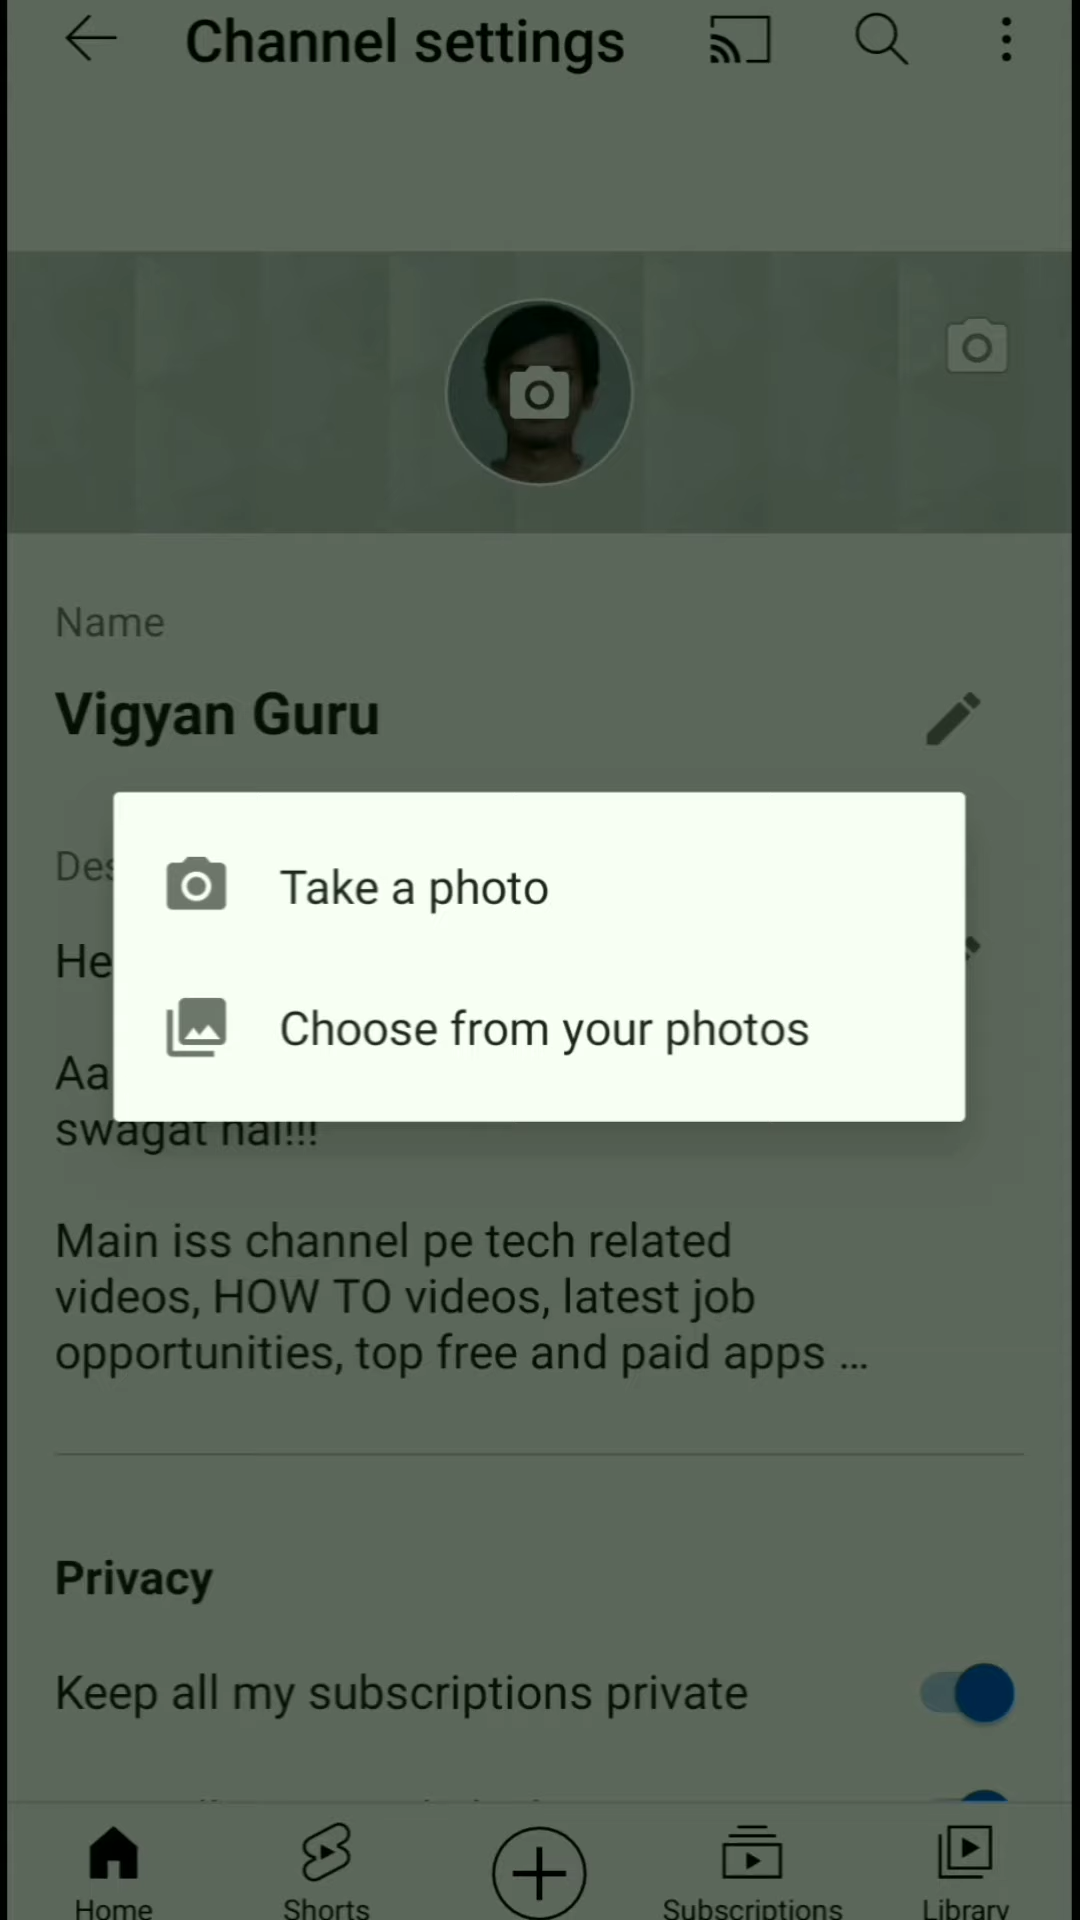 Channel settings
Name
Vigyan Guru
Take a photo
He
Choose from your photos
Aa
swagat hai!!!
Main iss channel pe tech related
videos, HOW TO videos, latest job
opportunities, top free and paid apps ...
Privacy
Keep all my subscriptions private
Home
Shorts
Subscriptions
Library